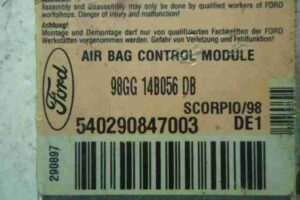 Assembly and disassembly may only be done by qualified workers of FORD
workshops. Danger of injury and malfunction!
Achtung!
Montage und Demontage darf nur von qualifizierten Fachkräften der FORD
Werkstätten vorgenommen werden. Gefahr von Verletzung und Fehlfunktion!
AIR BAG CONTROL MODULE
Ford
98GG 14B056 DB
SCORPIO/98
540290847003 DE1
290897